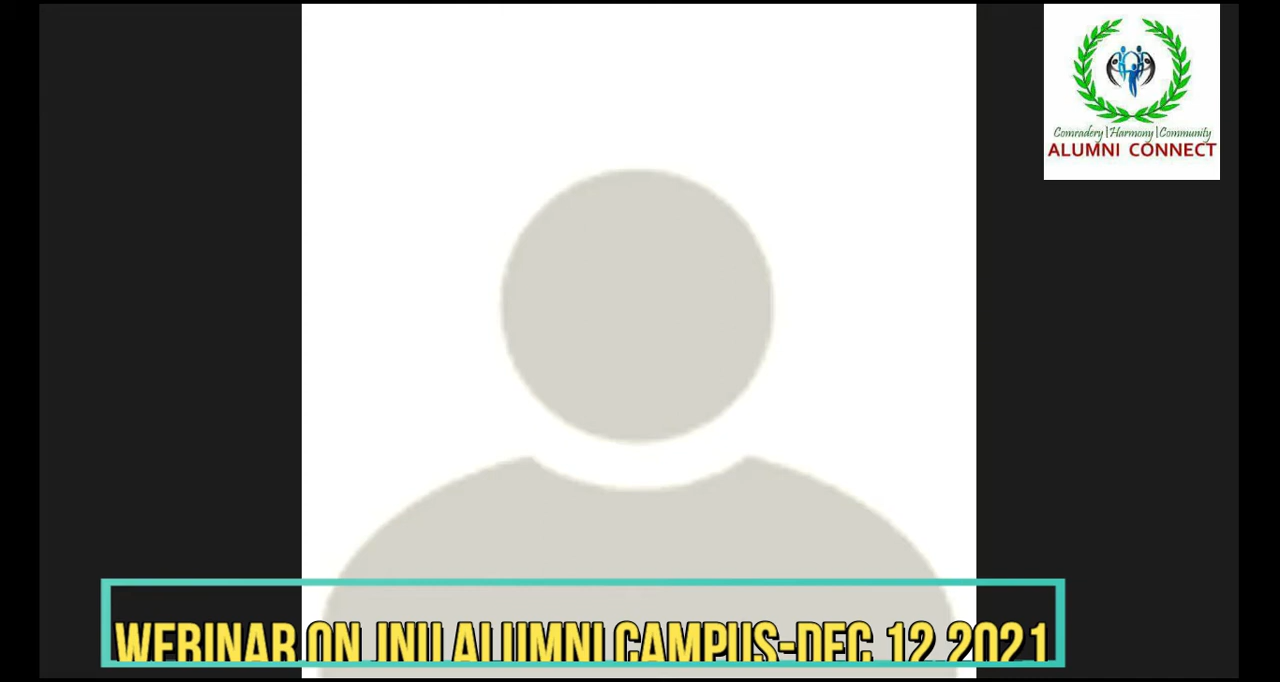 Comradery|Harmony|Community
ALUMNI CONNECT
WEBINAR ON JNU ALUMNI CAMPUS-DEC 12,2021